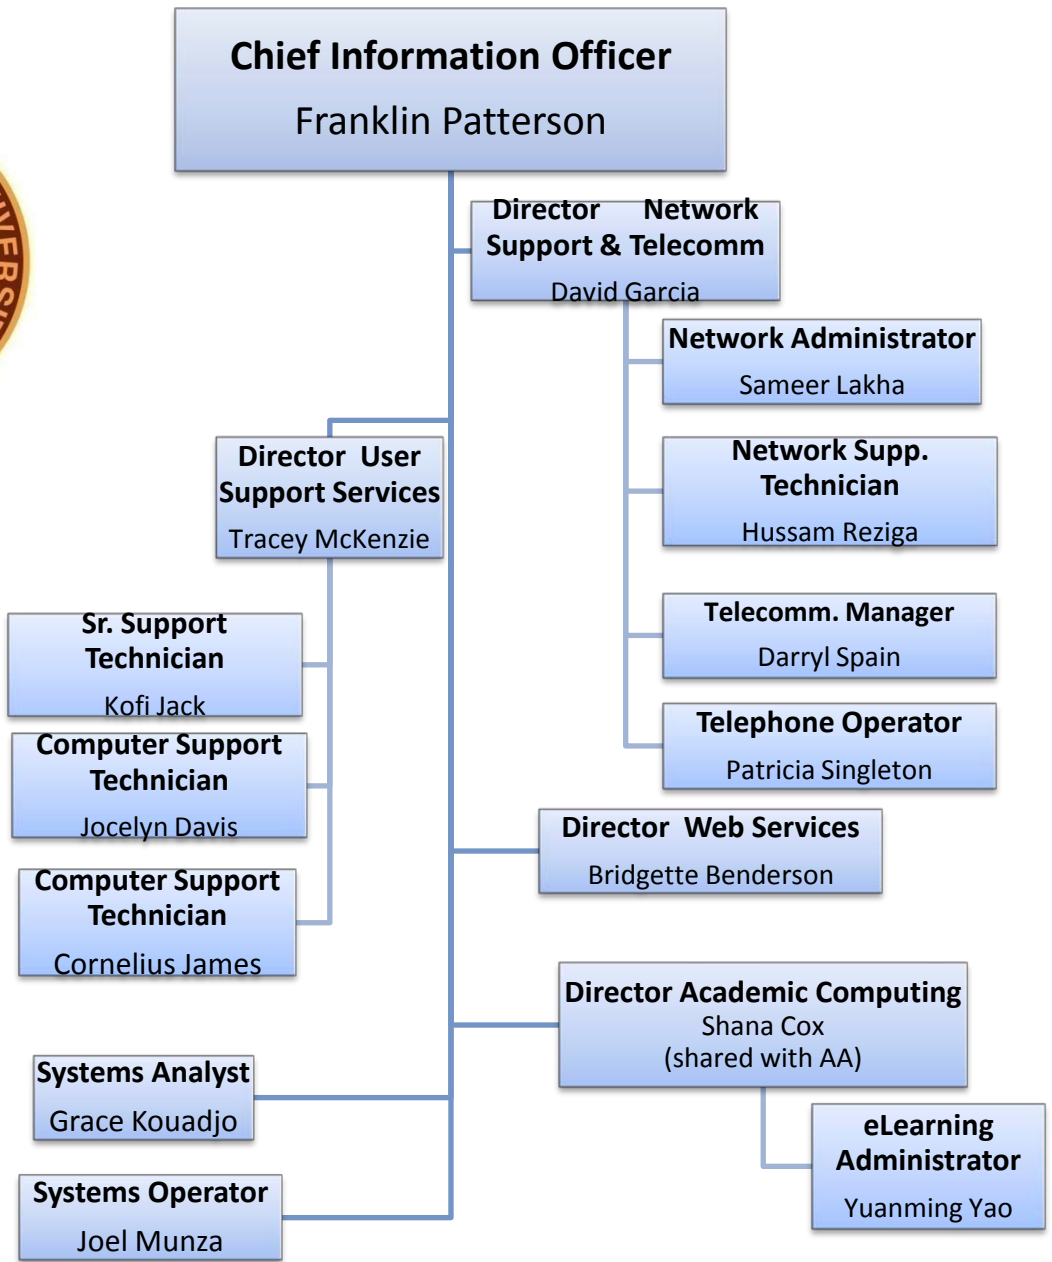 Chief Information Officer
Franklin Patterson
Director Network
Support & Telecomm
David Garcia
Network Administrator
Sameer Lakha
Network Supp.
Technician
Hussam Reziga
Telecomm. Manager
Darryl Spain
Telephone Operator
Patricia Singleton
Director User
Support Services
Tracey McKenzie
Sr. Support
Technician
Kofi Jack
Computer Support
Technician
Jocelyn Davis
Computer Support
Technician
Cornelius James
Director Web Services
Bridgette Benderson
Director Academic Computing
Shana Cox
(shared with AA)
eLearning
Administrator
Yuanming Yao
Systems Analyst
Grace Kouadjo
Systems Operator
Joel Munza